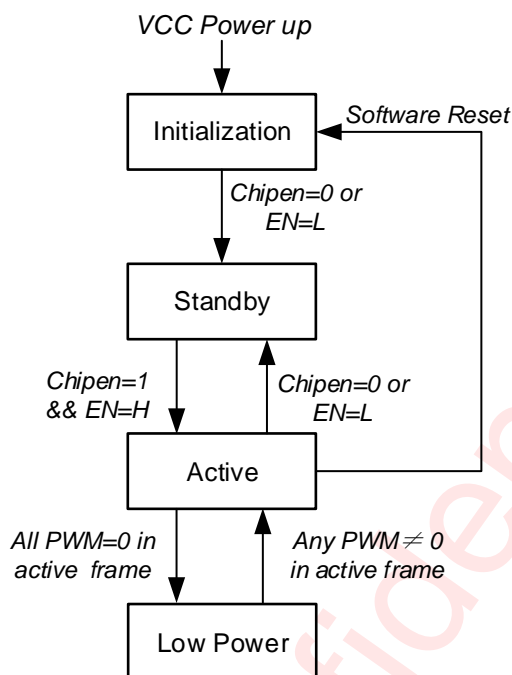 VCC Power up
Initialization
Software Reset
Chipen=0 or
EN=L
Standby
Chipen=1
&& EN=H
Chipen=0 or
EN=L
Active
All PWM=0 in
active frame
Any PWM≠ 0
in active frame
Low Power